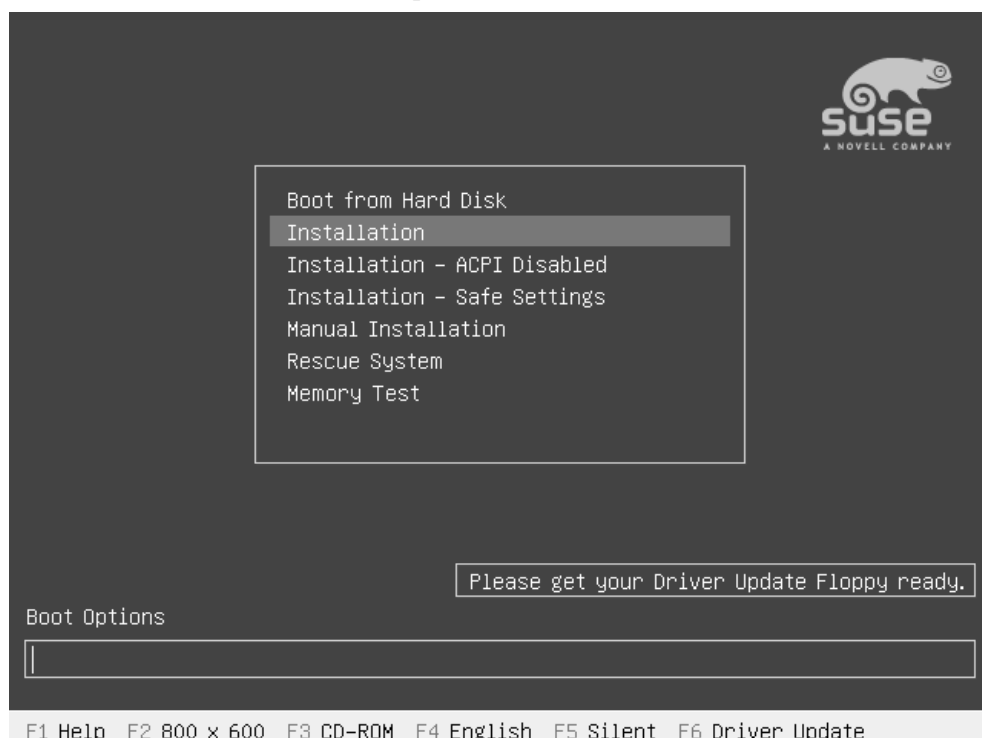 SUSE
A NOVELL COMPANY
Boot from Hard Disk
Installation
Installation - ACPI Disabled
Installation - Safe Settings
Manual Installation
Rescue System
Memory Test
Please get your Driver Update Floppy ready.
Boot Options
F1 Help F2 800 x 600 F3 CD-ROM F4 English F5 Silent F6 Driver Update